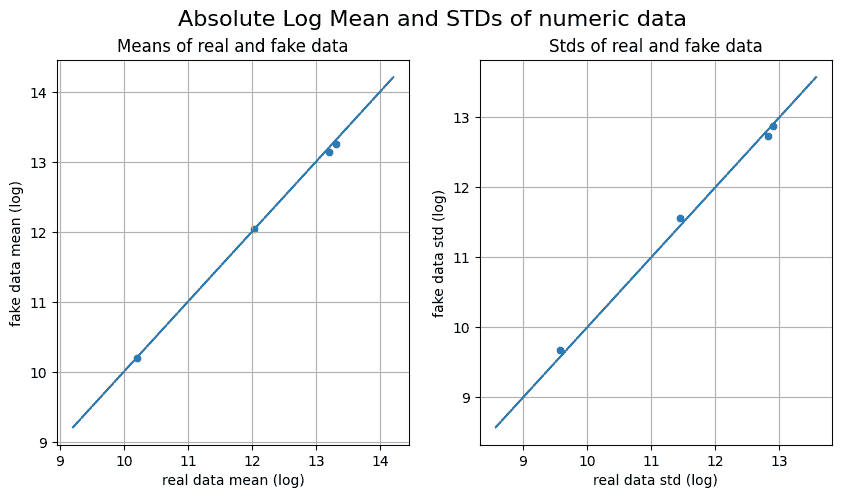 Absolute Log Mean and STDs of numeric data
Means of real and fake data
fake data mean (log)
14
13
12
11
10
9
9 10 11 12 13 14
real data mean (log)
Stds of real and fake data
fake data std (log)
13
12
11
10
9
9 10 11 12 13
real data std (log)